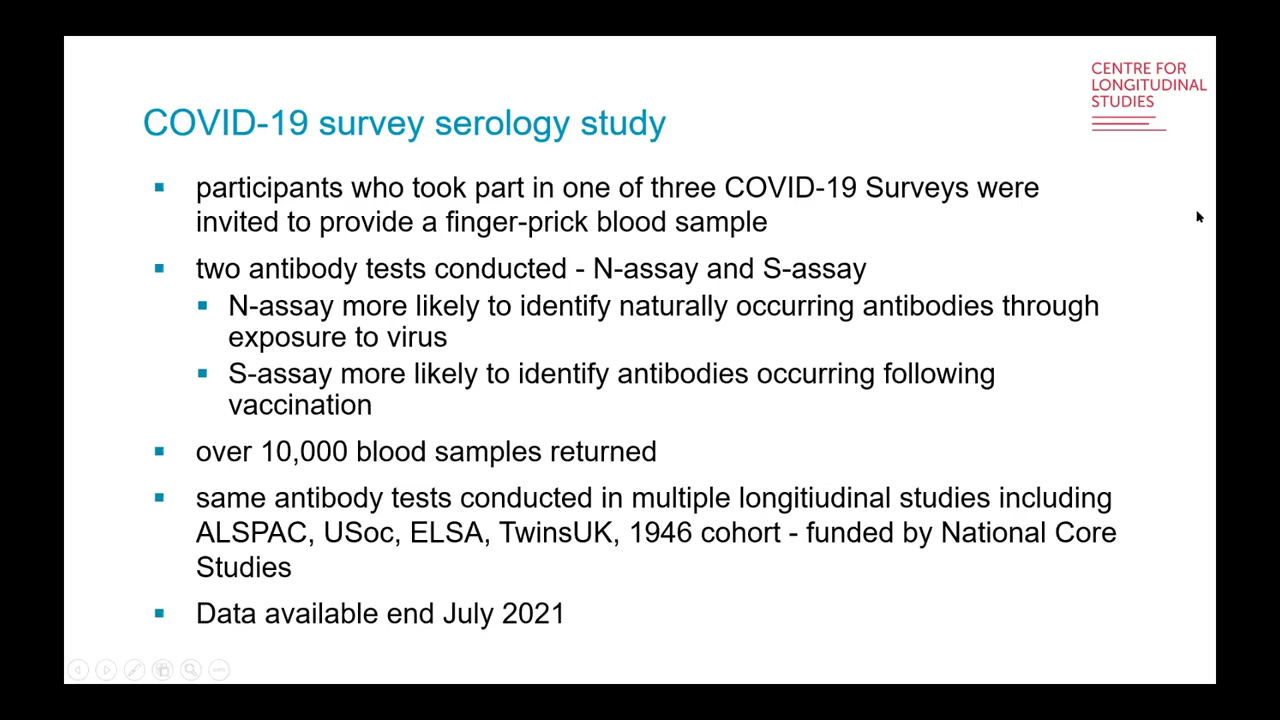 CENTRE FOR
LONGITUDINAL
STUDIES
COVID-19 survey serology study
participants who took part in one of three COVID-19 Surveys were
invited to provide a finger-prick blood sample
two antibody tests conducted - N-assay and S-assay
N-assay more likely to identify naturally occurring antibodies through
exposure to virus
S-assay more likely to identify antibodies occurring following
vaccination
over 10,000 blood samples returned
same antibody tests conducted in multiple longitiudinal studies including
ALSPAC, USoc, ELSA, TwinsUK, 1946 cohort - funded by National Core
Studies
Data available end July 2021